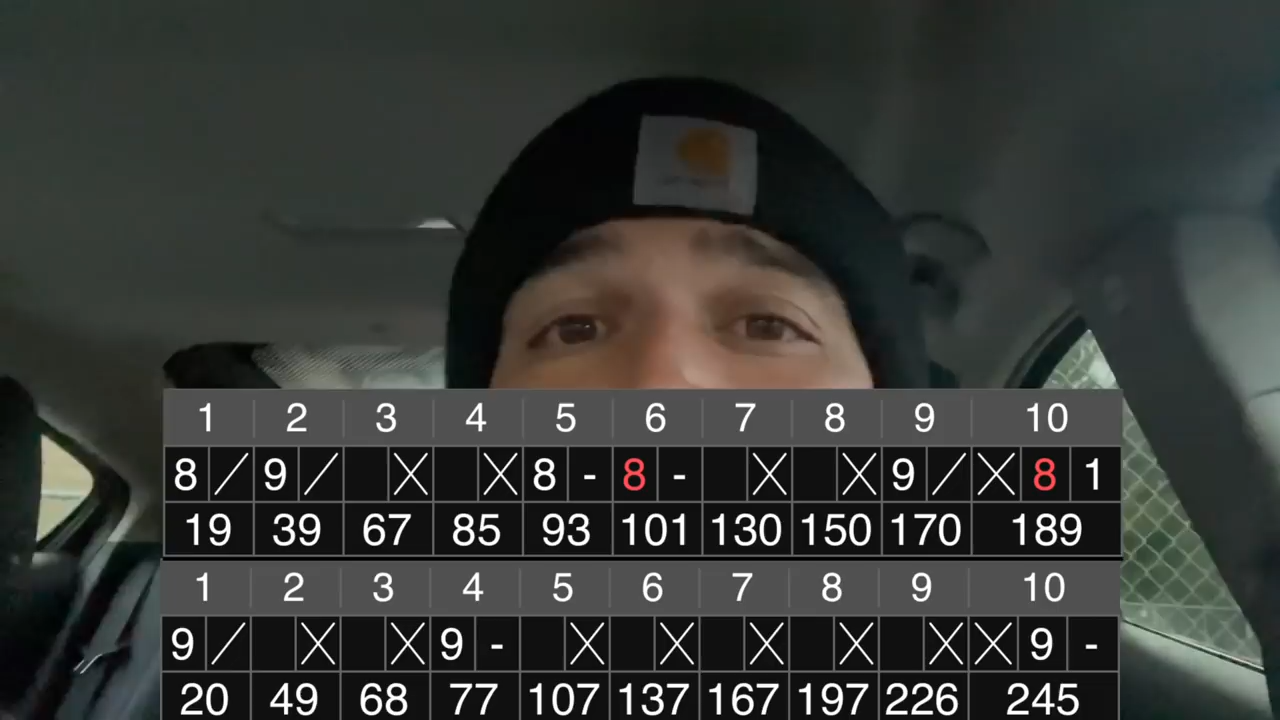 1 2 3 4 5 6 7 8 9 10
8 / 9 / X X 8 - 8 - X X 9 / X 8 1
19 39 67 85 93 101 130 150 170 189
1 2 3 4 5 6 7 8 9 10
9 / X X 9 - X X X X X X 9 -
20 49 68 77 107 137 167 197 226 245